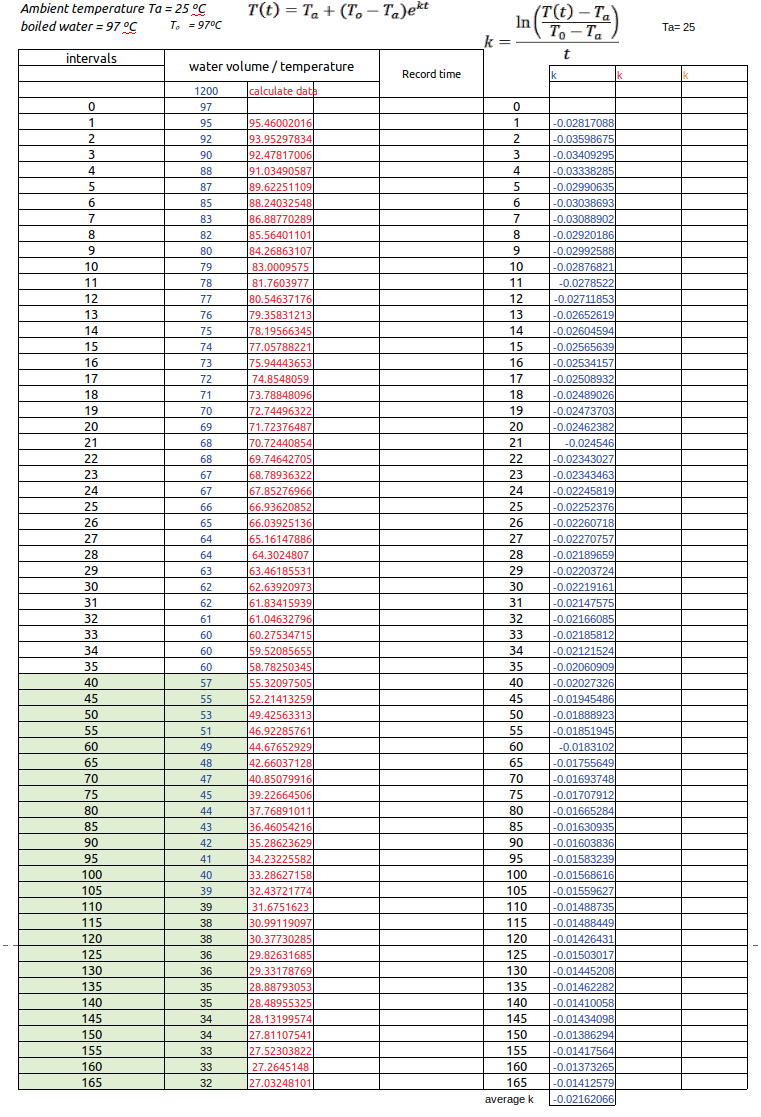 Ambient temperature Ta = 25 ºC
boiled water = 97 ºC Tₒ = 97ºC
T(t) = Tₐ + (Tₒ − Tₐ)eᵏᵗ
k = ln((T(t) − Tₐ)/(T₀ − Tₐ)) / t
Ta= 25
intervals water volume / temperature Record time k k k
1200 calculate data
0 97 0
1 95 95.46002016 1 -0.02817088
2 92 93.95297834 2 -0.03598675
3 90 92.47817006 3 -0.03409295
4 88 91.03490587 4 -0.03338285
5 87 89.62251109 5 -0.02990635
6 85 88.24032548 6 -0.03038693
7 83 86.88770289 7 -0.03088902
8 82 85.56401101 8 -0.02920186
9 80 84.26863107 9 -0.02992588
10 79 83.0009575 10 -0.02876821
11 78 81.7603977 11 -0.0278522
12 77 80.54637176 12 -0.02711853
13 76 79.35831213 13 -0.02652619
14 75 78.19566345 14 -0.02604594
15 74 77.05788221 15 -0.02565639
16 73 75.94443653 16 -0.02534157
17 72 74.8548059 17 -0.02508932
18 71 73.78848096 18 -0.02489026
19 70 72.74496322 19 -0.02473703
20 69 71.72376487 20 -0.02462382
21 68 70.72440854 21 -0.024546
22 68 69.74642705 22 -0.02343027
23 67 68.78936322 23 -0.02343463
24 67 67.85276966 24 -0.02245819
25 66 66.93620852 25 -0.02252376
26 65 66.03925136 26 -0.02260718
27 64 65.16147886 27 -0.02270757
28 64 64.3024807 28 -0.02189659
29 63 63.46185531 29 -0.02203724
30 62 62.63920973 30 -0.02219161
31 62 61.83415939 31 -0.02147575
32 61 61.04632796 32 -0.02166085
33 60 60.27534715 33 -0.02185812
34 60 59.52085655 34 -0.02121524
35 60 58.78250345 35 -0.02060909
40 57 55.32097505 40 -0.02027326
45 55 52.21413259 45 -0.01945486
50 53 49.42563313 50 -0.01888923
55 51 46.92285761 55 -0.01851945
60 49 44.67652929 60 -0.0183102
65 48 42.66037128 65 -0.01755649
70 47 40.85079916 70 -0.01693748
75 45 39.22664506 75 -0.01707912
80 44 37.76891011 80 -0.01665284
85 43 36.46054216 85 -0.01630935
90 42 35.28623629 90 -0.01603836
95 41 34.23225582 95 -0.01583239
100 40 33.28627158 100 -0.01568616
105 39 32.43721774 105 -0.01559627
110 39 31.6751623 110 -0.01488735
115 38 30.99119097 115 -0.01488449
120 38 30.37730285 120 -0.01426431
125 36 29.82631685 125 -0.01503017
130 36 29.33178769 130 -0.01445208
135 35 28.88793053 135 -0.01462282
140 35 28.48955325 140 -0.01410058
145 34 28.13199574 145 -0.01434098
150 34 27.81107541 150 -0.01386294
155 33 27.52303822 155 -0.01417564
160 33 27.2645148 160 -0.01373265
165 32 27.03248101 165 -0.01412579
average k -0.02162066